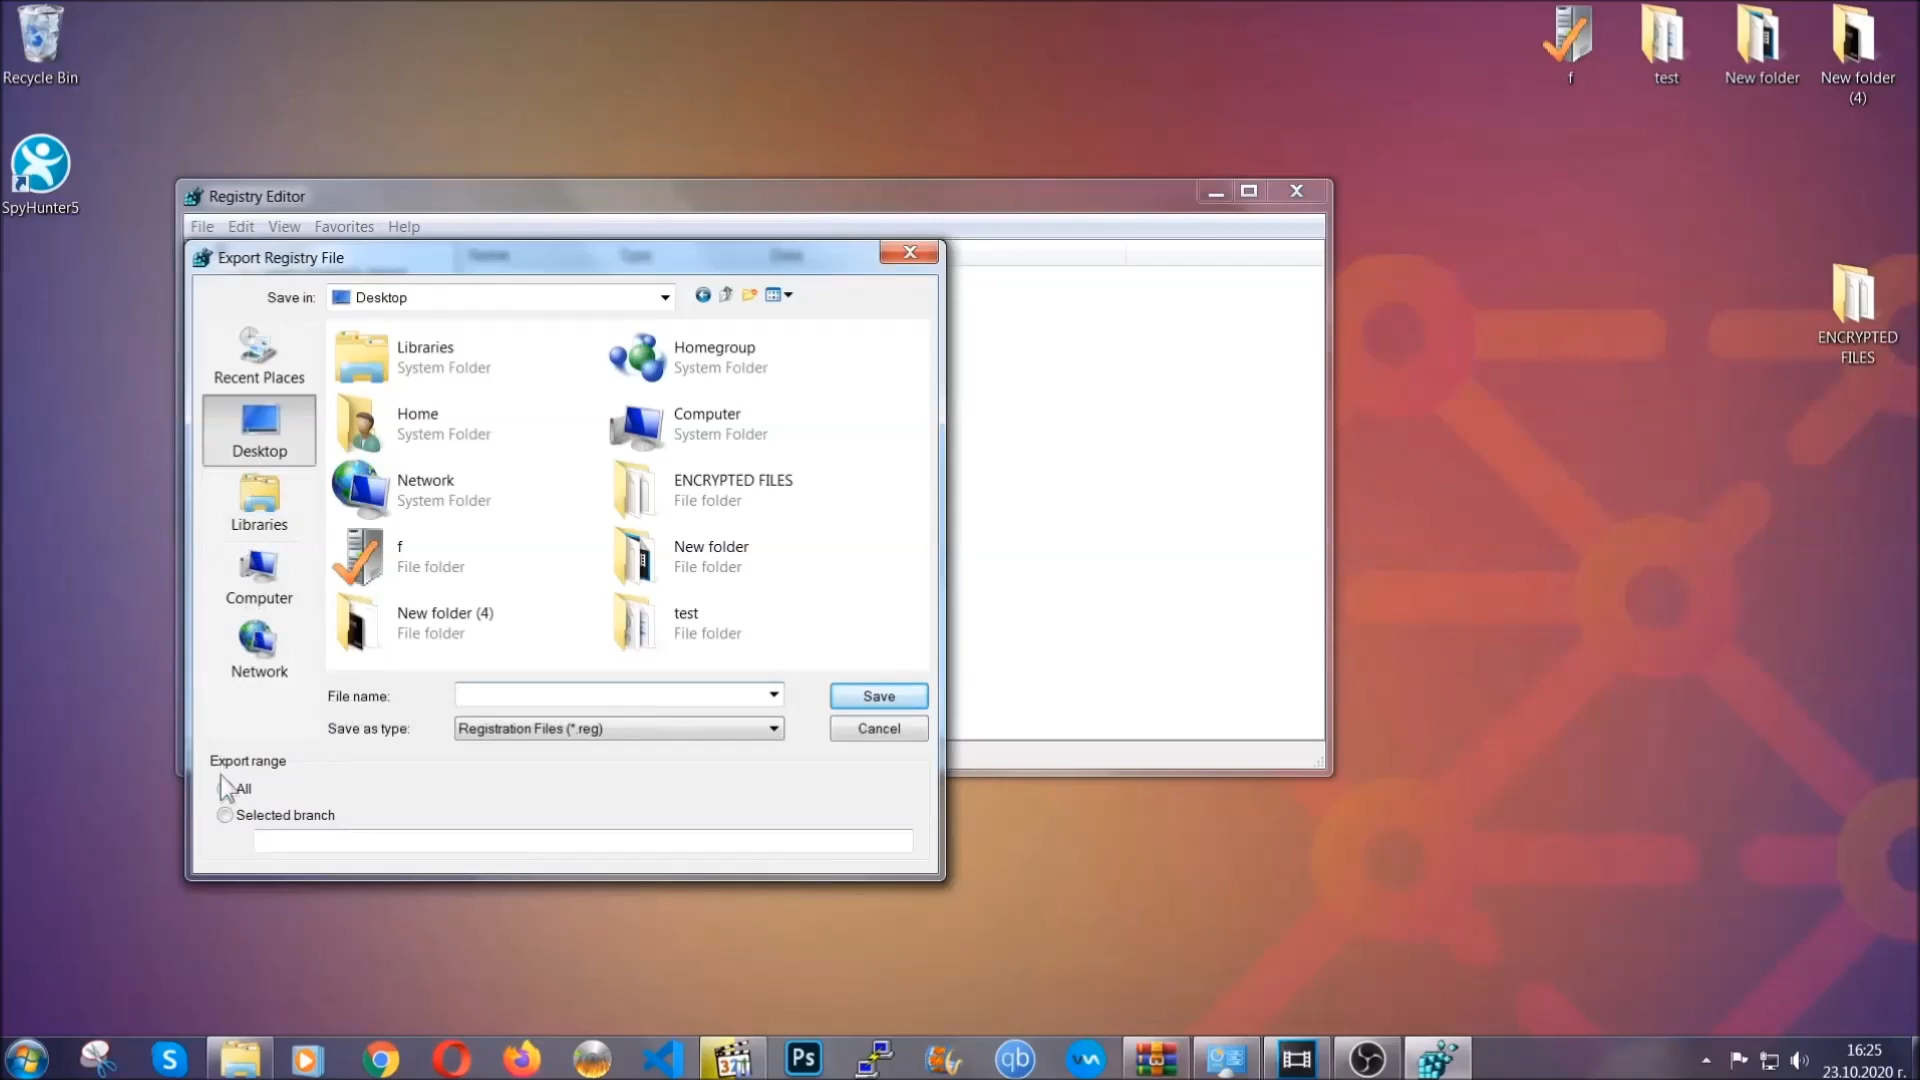 Recycle Bin
SpyHunter5
f
test
New folder
New folder
(4)
ENCRYPTED
FILES
Registry Editor
File Edit View Favorites Help
Export Registry File
Save in:
Desktop
Recent Places
Desktop
Libraries
Computer
Network
Libraries
System Folder
Homegroup
System Folder
Home
System Folder
Computer
System Folder
Network
System Folder
ENCRYPTED FILES
File folder
f
File folder
New folder
File folder
New folder (4)
File folder
test
File folder
File name:
Save
Save as type:
Registration Files (*.reg)
Cancel
Export range
All
Selected branch
S
321
Ps
qb
16:25
23.10.2020 г.